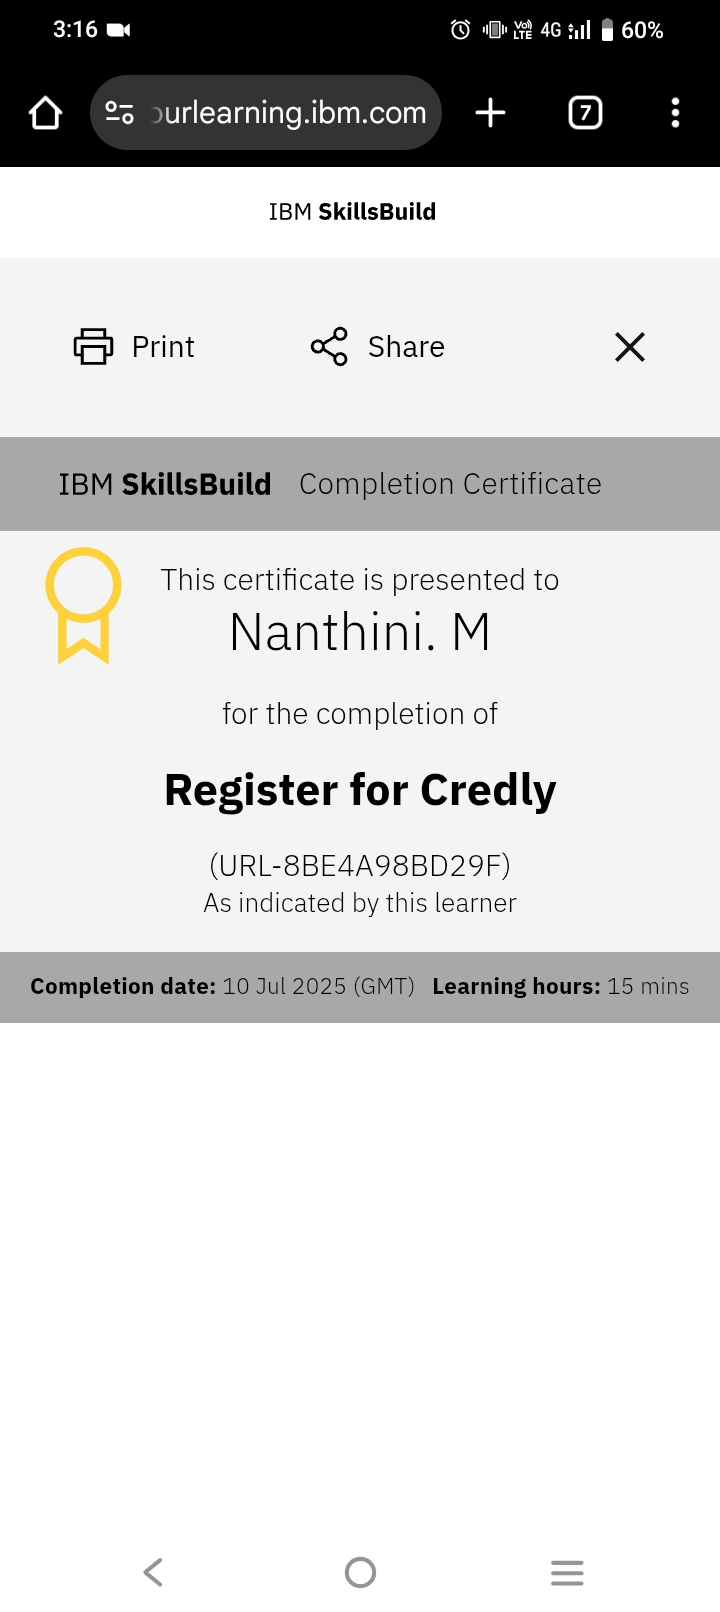 3:16 Vo) LTE 4G 60%
urlearning.ibm.com 7
IBM SkillsBuild
Print Share
IBM SkillsBuild Completion Certificate
This certificate is presented to
Nanthini. M
for the completion of
Register for Credly
(URL-8BE4A98BD29F)
As indicated by this learner
Completion date: 10 Jul 2025 (GMT) Learning hours: 15 mins